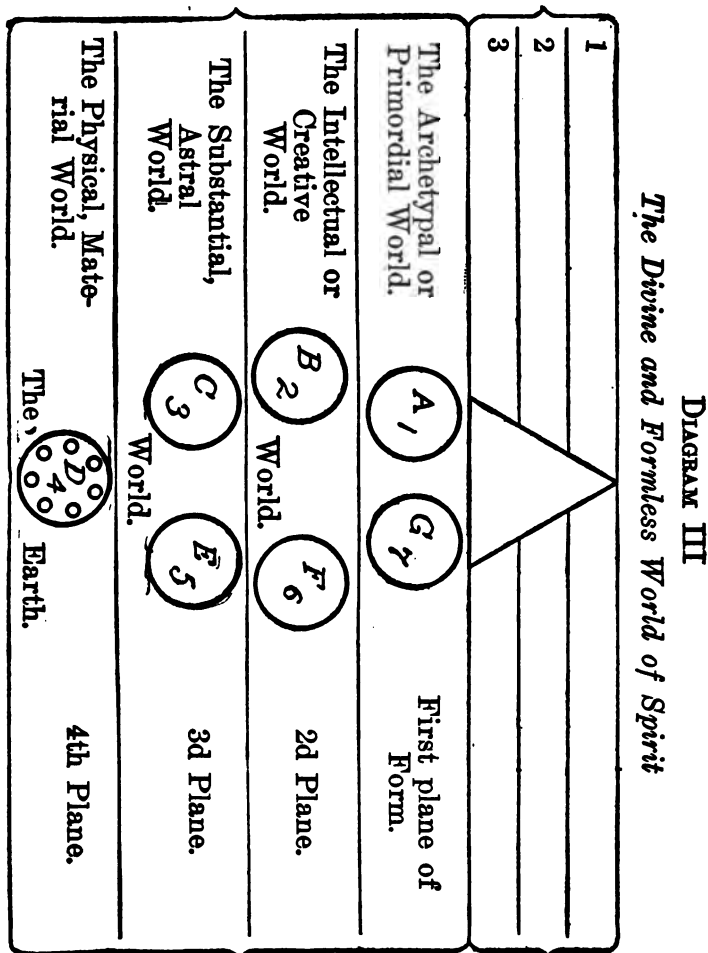 DIAGRAM III
The Divine and Formless World of Spirit
1
2
3
The Archetypal or
Primordial World.
A 1
G 7
First plane of
Form.
The Intellectual or
Creative
World.
B 2
World.
F 6
2d Plane.
The Substantial,
Astral
World.
C 3
World.
E 5
3d Plane.
The Physical, Mate-
rial World.
The,
D
4
Earth.
4th Plane.